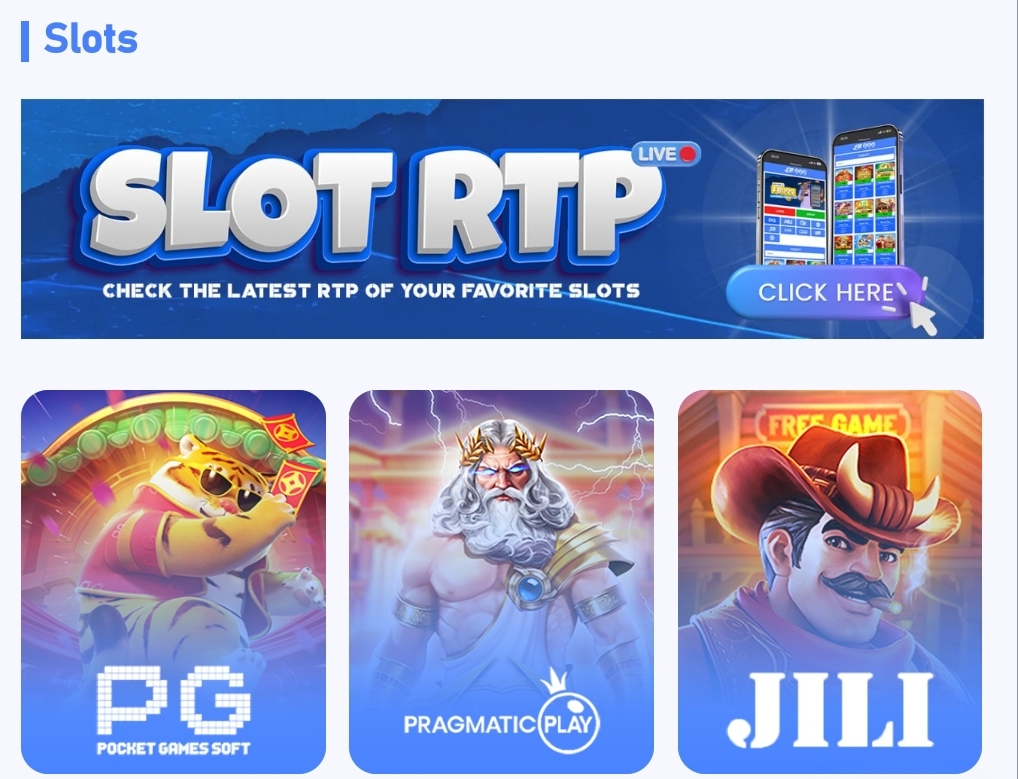 Slots
SLOT RTP
LIVE
CHECK THE LATEST RTP OF YOUR FAVORITE SLOTS
CLICK HERE
FREE GAME
PG
POCKET GAMES SOFT
PRAGMATIC PLAY
JILI